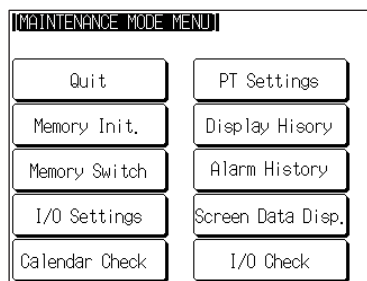 [MAINTENANCE MODE MENU]
Quit
PT Settings
Memory Init.
Display Hisory
Memory Switch
Alarm History
I/O Settings
Screen Data Disp.
Calendar Check
I/O Check